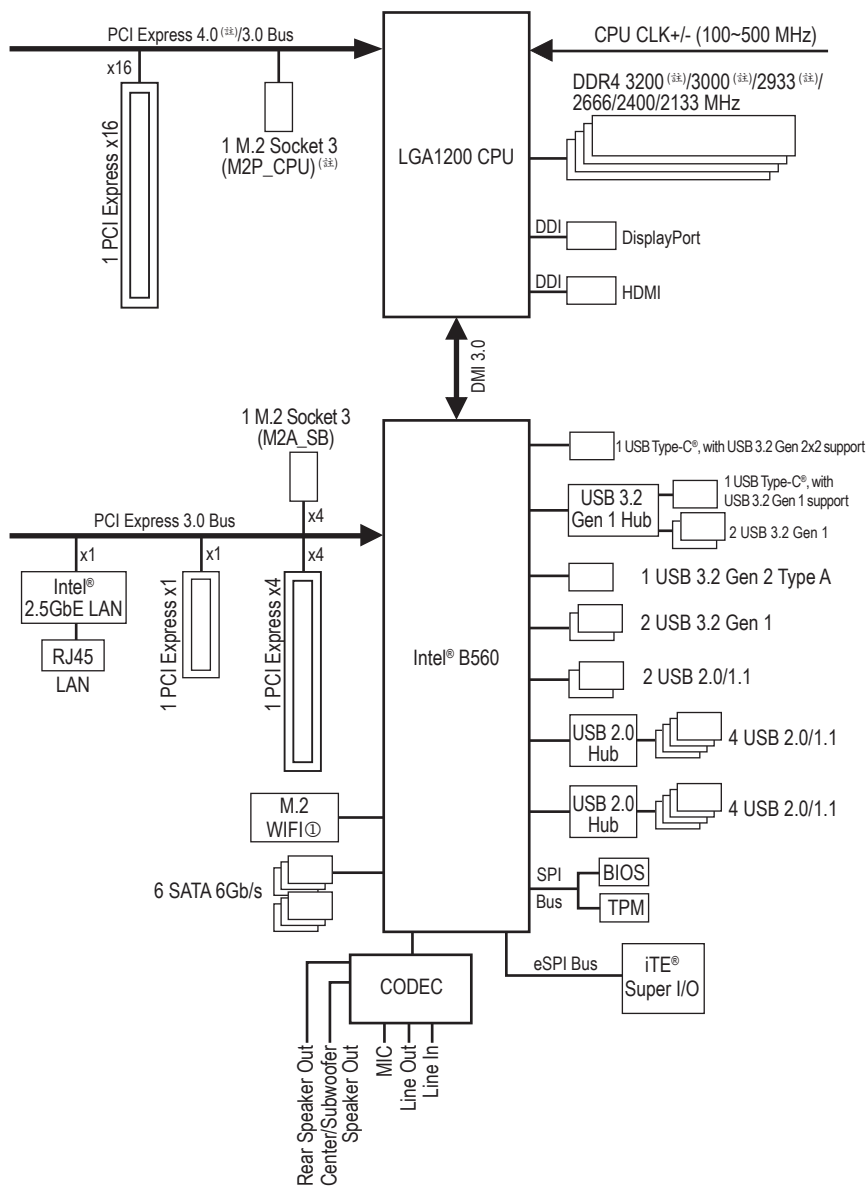 PCI Express 4.0 (註)/3.0 Bus
CPU CLK+/- (100~500 MHz)
x16
DDR4 3200 (註)/3000 (註)/2933 (註)/
2666/2400/2133 MHz
1 PCI Express x16
1 M.2 Socket 3
(M2P_CPU) (註)
LGA1200 CPU
DDI
DisplayPort
DDI
HDMI
DMI 3.0
1 M.2 Socket 3
(M2A_SB)
x4
PCI Express 3.0 Bus
x1
x1
x4
Intel®
2.5GbE LAN
RJ45
LAN
1 PCI Express x1
1 PCI Express x4
Intel® B560
1 USB Type-C®, with USB 3.2 Gen 2x2 support
USB 3.2
Gen 1 Hub
1 USB Type-C®, with
USB 3.2 Gen 1 support
2 USB 3.2 Gen 1
1 USB 3.2 Gen 2 Type A
2 USB 3.2 Gen 1
2 USB 2.0/1.1
USB 2.0
Hub
4 USB 2.0/1.1
USB 2.0
Hub
4 USB 2.0/1.1
M.2
WIFI①
6 SATA 6Gb/s
SPI
Bus
BIOS
TPM
eSPI Bus
iTE®
Super I/O
CODEC
Rear Speaker Out
Center/Subwoofer
Speaker Out
MIC
Line Out
Line In